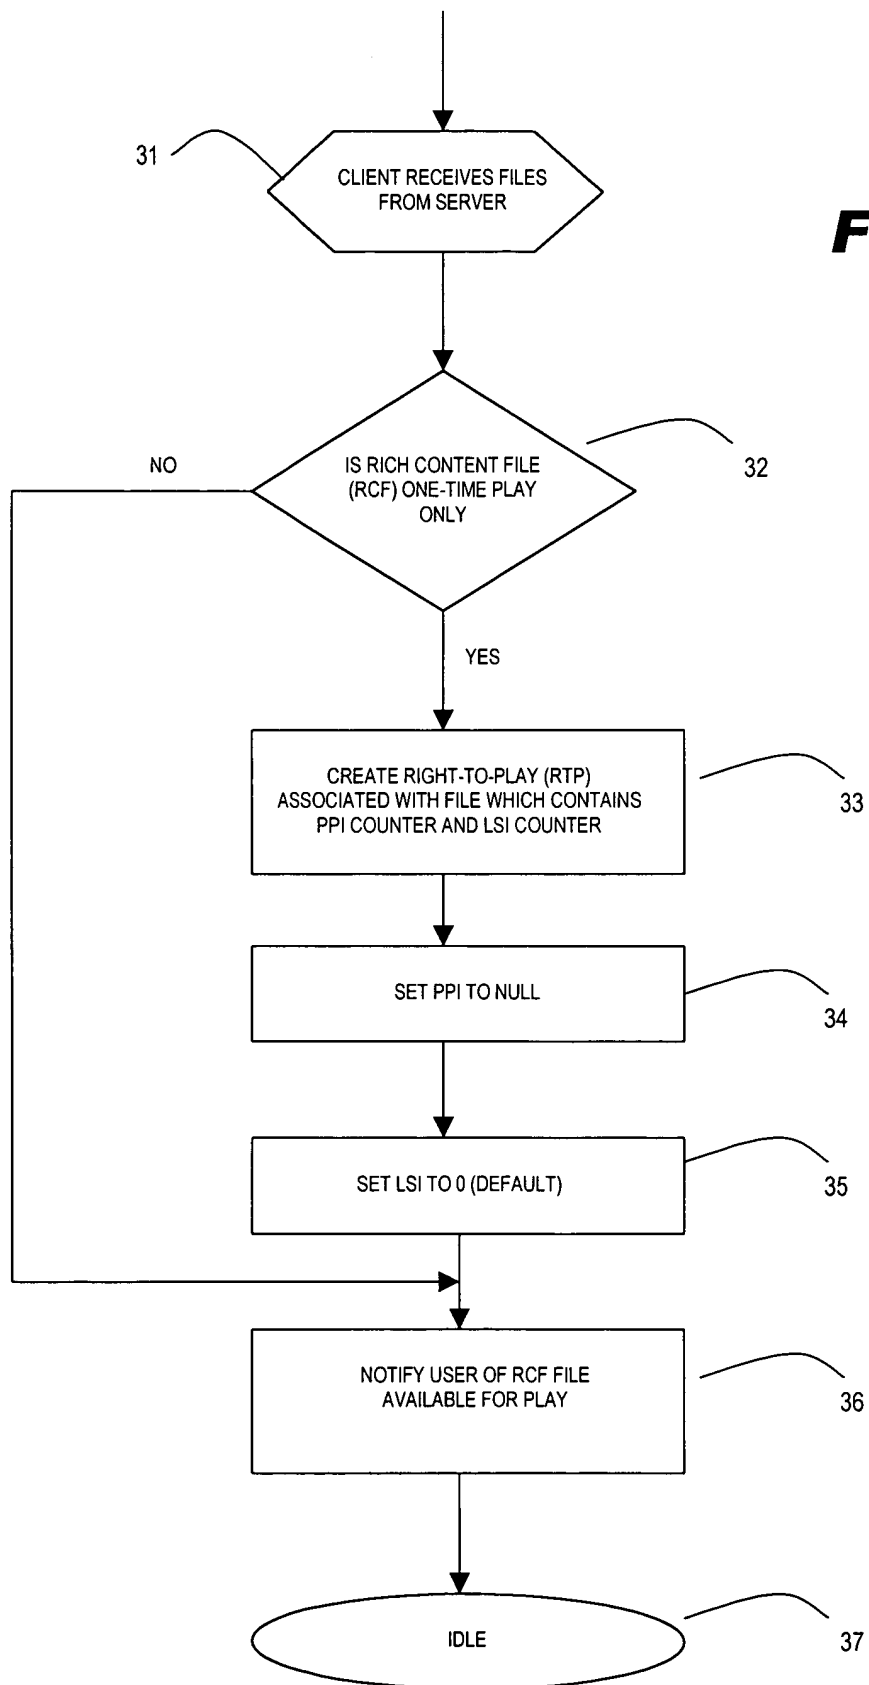 31
CLIENT RECEIVES FILES
FROM SERVER
F
NO
IS RICH CONTENT FILE
(RCF) ONE-TIME PLAY
ONLY
32
YES
CREATE RIGHT-TO-PLAY (RTP)
ASSOCIATED WITH FILE WHICH CONTAINS
PPI COUNTER AND LSI COUNTER
33
SET PPI TO NULL
34
SET LSI TO 0 (DEFAULT)
35
NOTIFY USER OF RCF FILE
AVAILABLE FOR PLAY
36
IDLE
37